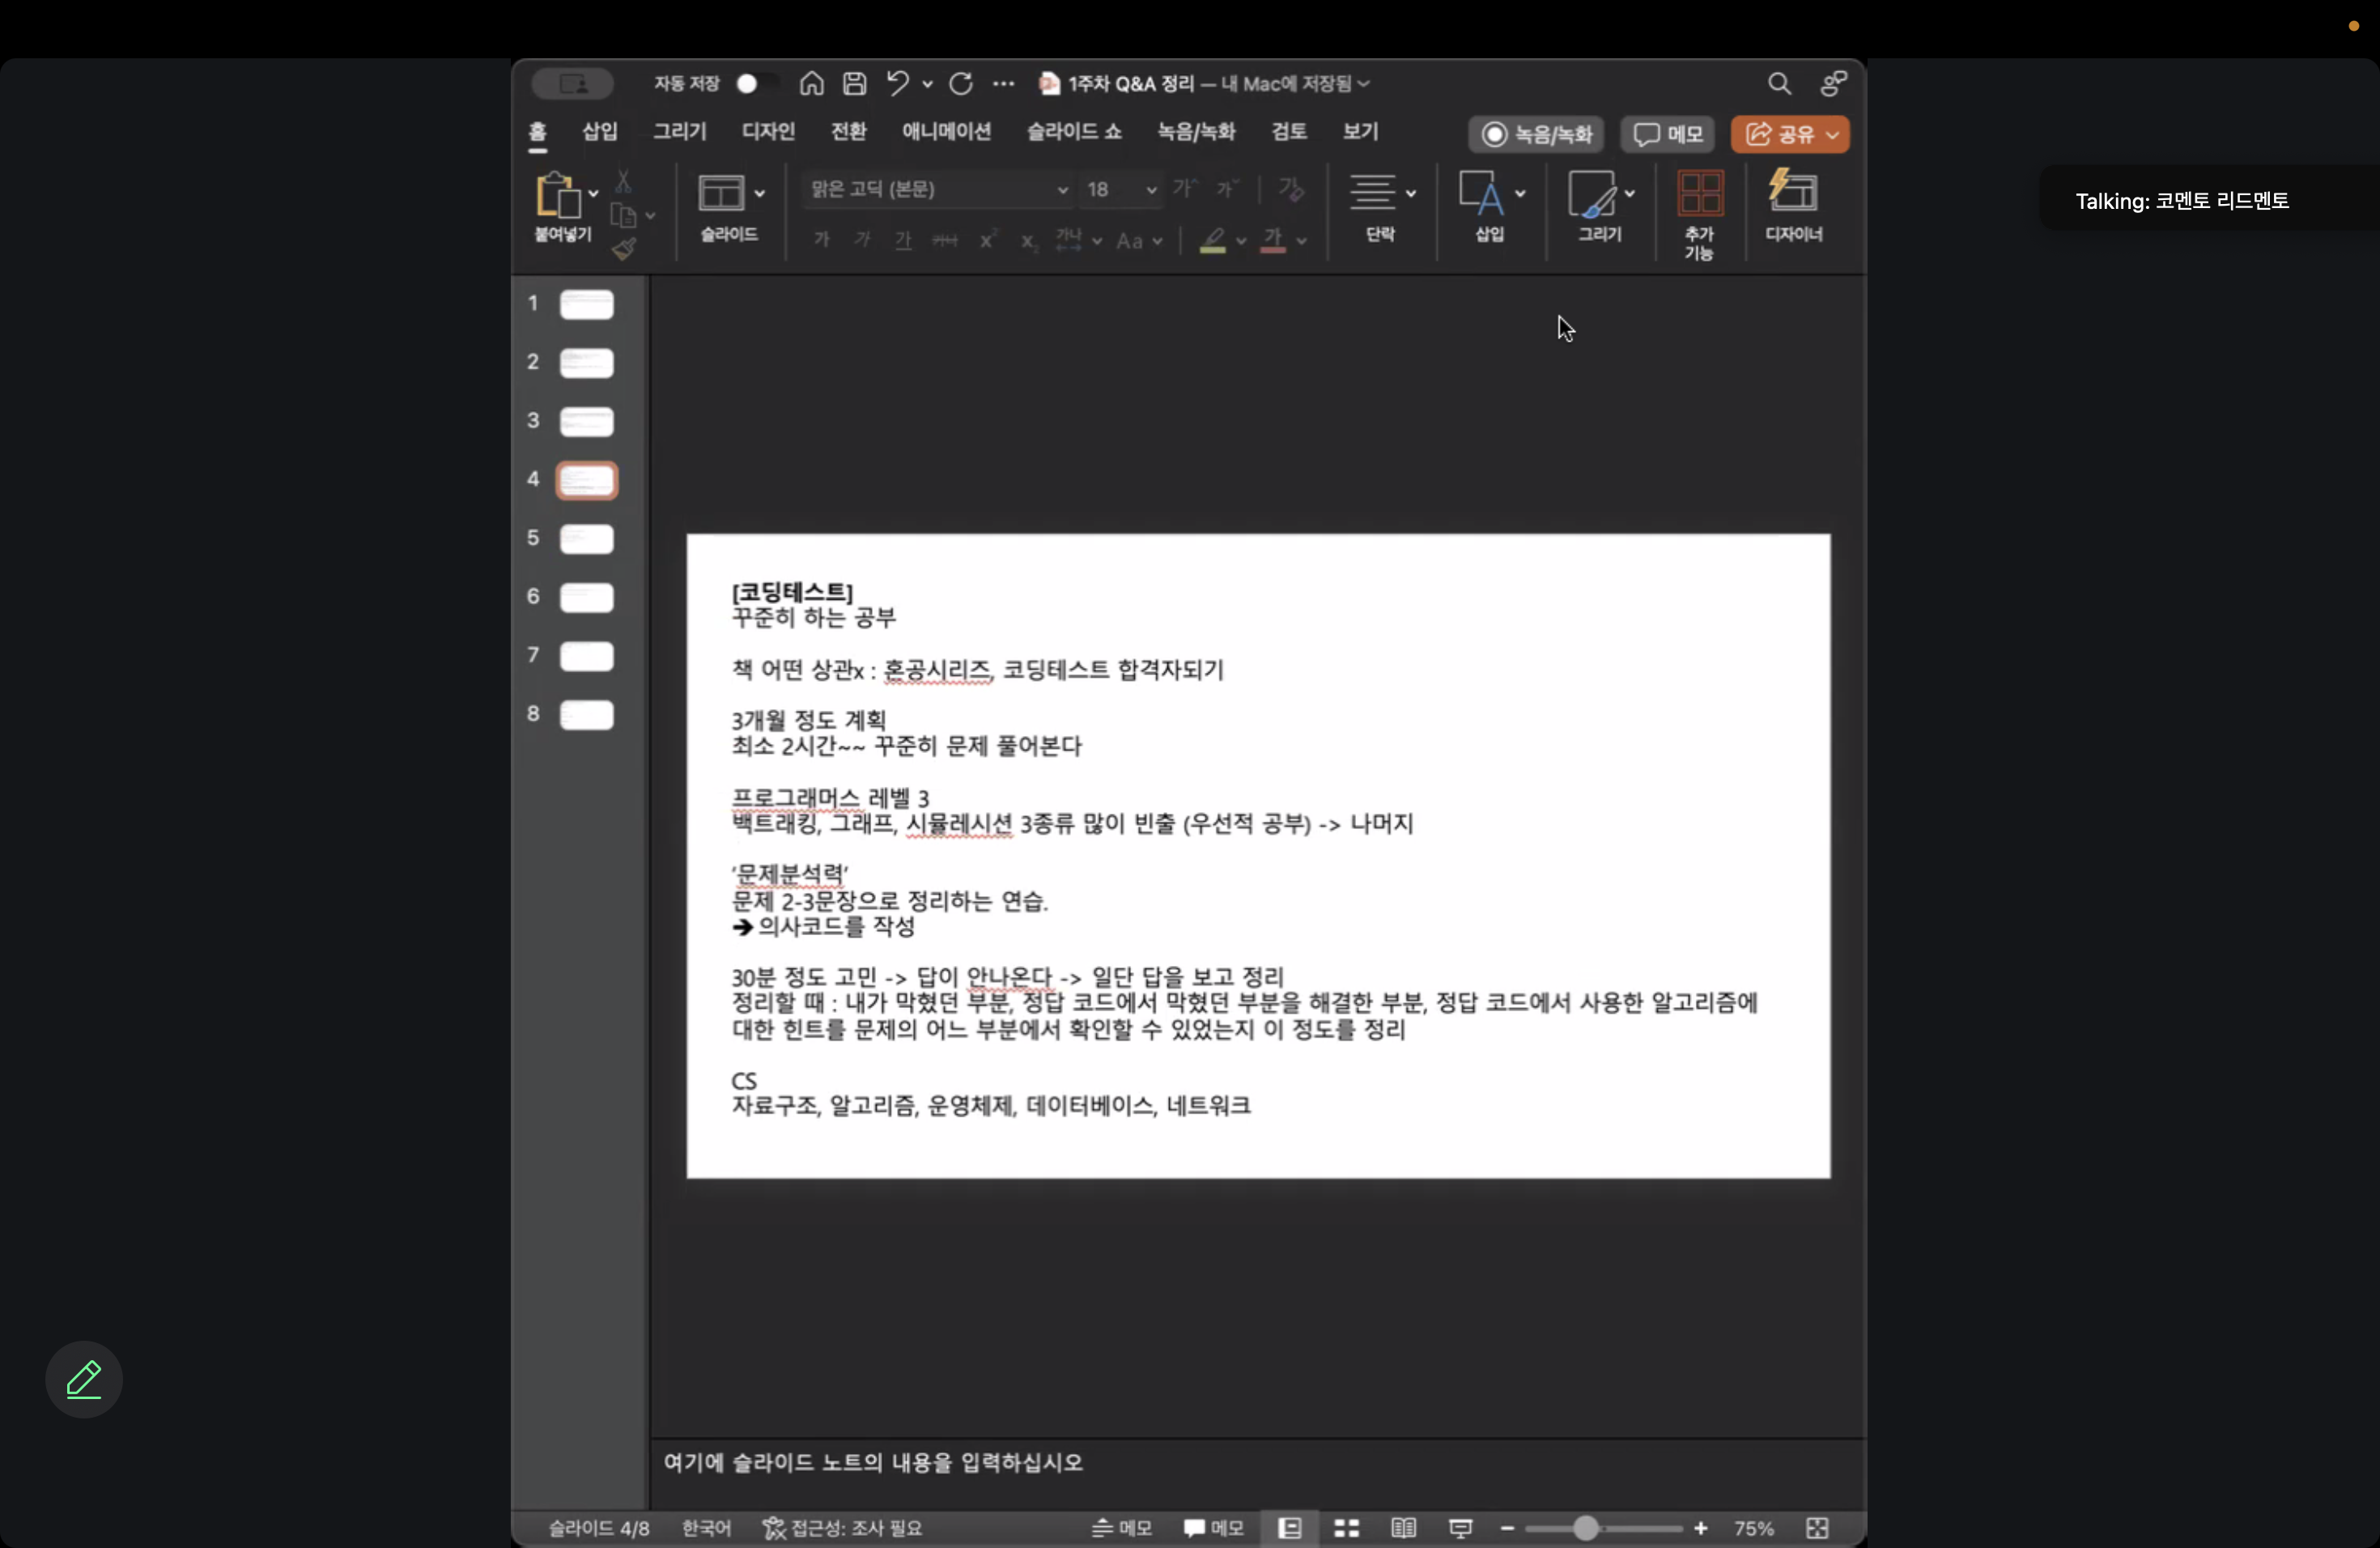 자동 저장
1주차 Q&A 정리 — 내 Mac에 저장됨
홈 삽입 그리기 디자인 전환 애니메이션 슬라이드 쇼 녹음/녹화 검토 보기
녹음/녹화 메모 공유
Talking: 코멘토 리드멘토
맑은 고딕 (본문) 18 가 가 가
붙여넣기 슬라이드 가 가 가 가나 x² x₂ 가나 Aa 가 단락 삽입 그리기 추가 기능 디자이너
1
2
3
4
5
6
7
8
[코딩테스트]
꾸준히 하는 공부
책 어떤 상관x : 혼공시리즈, 코딩테스트 합격자되기
3개월 정도 계획
최소 2시간~~ 꾸준히 문제 풀어본다
프로그래머스 레벨 3
백트래킹, 그래프, 시뮬레시션 3종류 많이 빈출 (우선적 공부) -> 나머지
‘문제분석력’
문제 2-3문장으로 정리하는 연습.
➔ 의사코드를 작성
30분 정도 고민 -> 답이 안나온다 -> 일단 답을 보고 정리
정리할 때 : 내가 막혔던 부분, 정답 코드에서 막혔던 부분을 해결한 부분, 정답 코드에서 사용한 알고리즘에
대한 힌트를 문제의 어느 부분에서 확인할 수 있었는지 이 정도를 정리
CS
자료구조, 알고리즘, 운영체제, 데이터베이스, 네트워크
여기에 슬라이드 노트의 내용을 입력하십시오
슬라이드 4/8 한국어 접근성: 조사 필요 메모 메모 75%